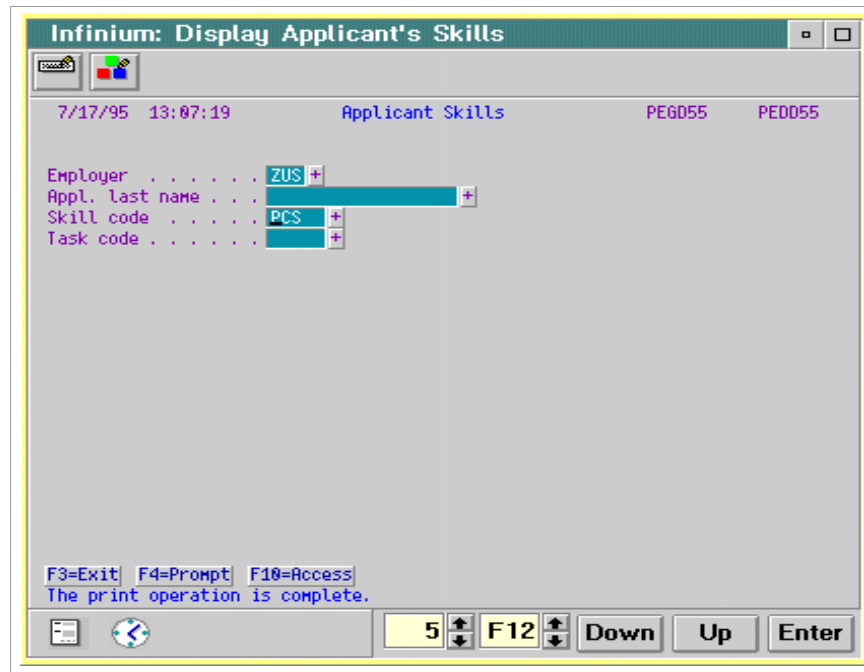 Infinium: Display Applicant's Skills
7/17/95 13:07:19 Applicant Skills PEGD55 PEDD55
Employer . . . . . . ZUS +
Appl. last name . . . +
Skill code . . . . . PCS +
Task code . . . . . . +
F3=Exit F4=Prompt F10=Access
The print operation is complete.
5 F12 Down Up Enter